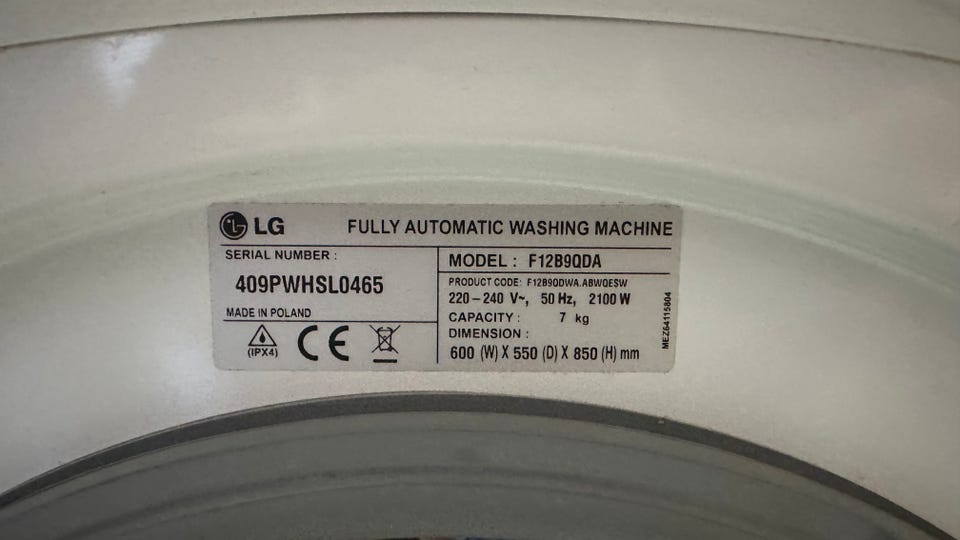 LG FULLY AUTOMATIC WASHING MACHINE
SERIAL NUMBER :
409PWHSL0465
MADE IN POLAND
(IPX4) CE
MODEL : F12B9QDA
PRODUCT CODE: F12B9QDWA.ABWQESW
220 – 240 V~, 50 Hz, 2100 W
CAPACITY : 7 kg
DIMENSION :
600 (W) X 550 (D) X 850 (H) mm
MEZ64115804